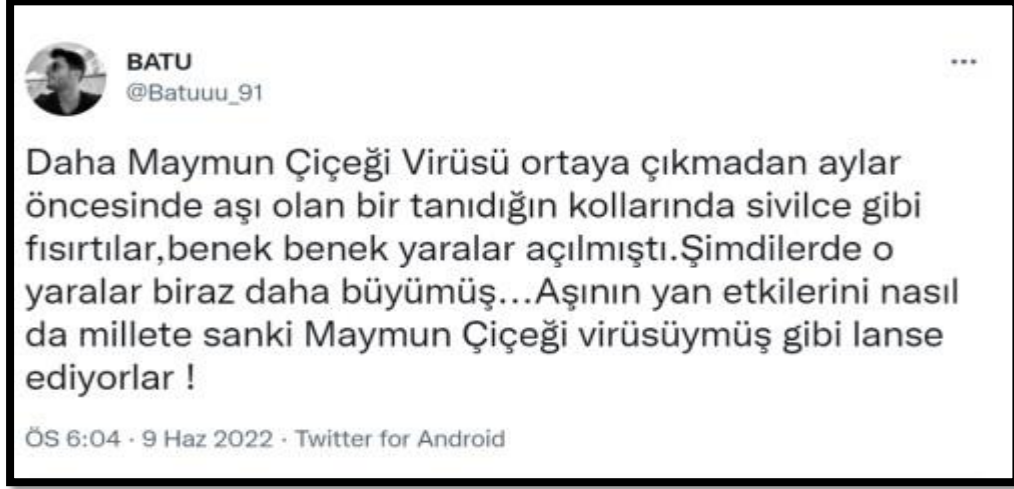 BATU
@Batuuu_91
Daha Maymun Çiçeği Virüsü ortaya çıkmadan aylar
öncesinde aşı olan bir tanıdığın kollarında sivilce gibi
fısırtılar,benek benek yaralar açılmıştı.Şimdilerde o
yaralar biraz daha büyümüş...Aşının yan etkilerini nasıl
da millete sanki Maymun Çiçeği virüsüymüş gibi lanse
ediyorlar !
ÖS 6:04 · 9 Haz 2022 · Twitter for Android